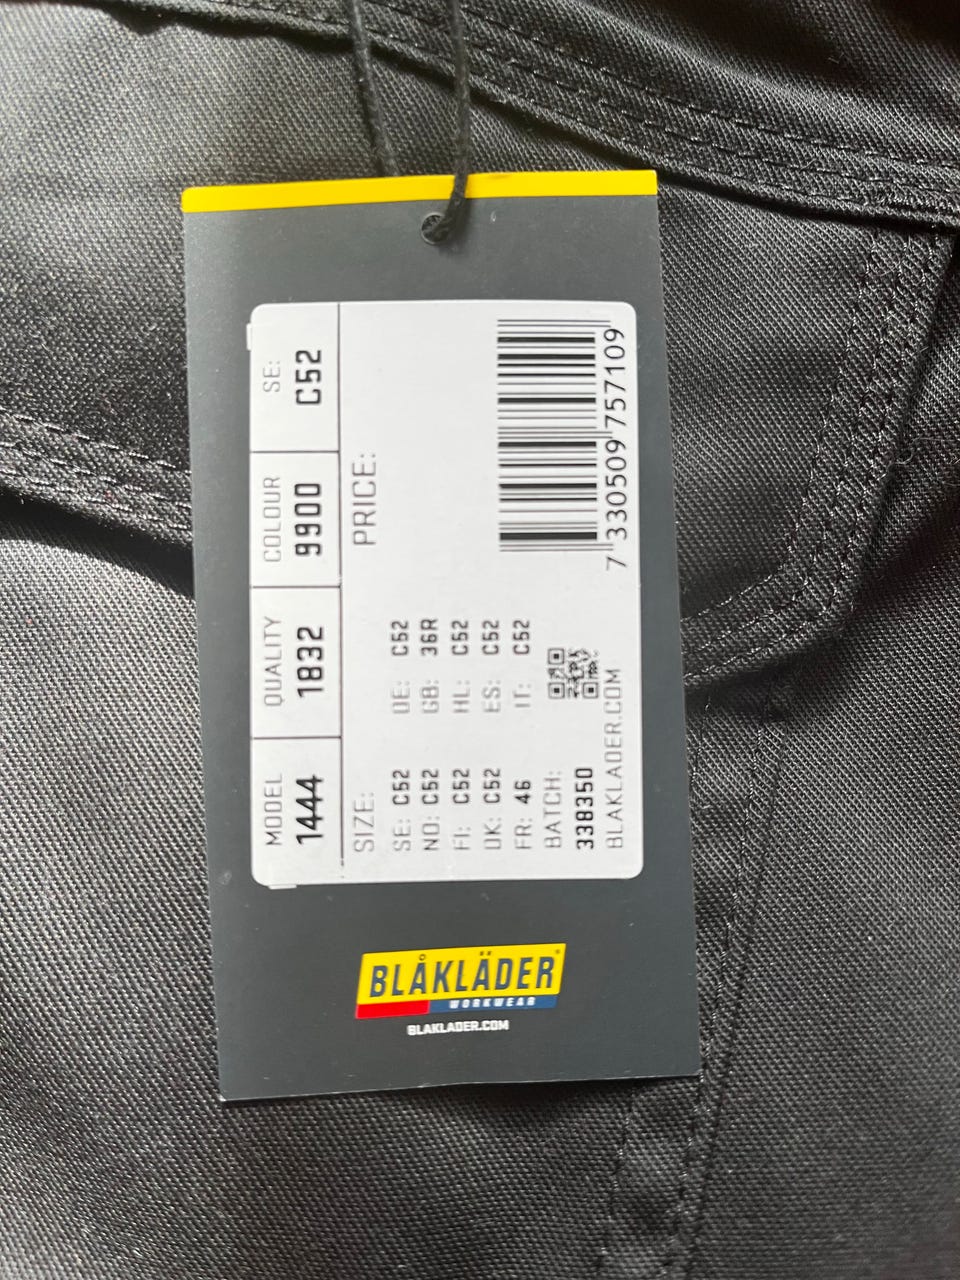 MODEL QUALITY COLOUR SE:
1444 1832 9900 C52
SIZE: PRICE:
SE: C52 DE: C52
NO: C52 GB: 36R
FI: C52 HL: C52
DK: C52 ES: C52
FR: 46 IT: C52
BATCH:
338350
BLAKLADER.COM
7 330509 757109
BLÅKLÄDER®
WORKWEAR
BLAKLADER.COM